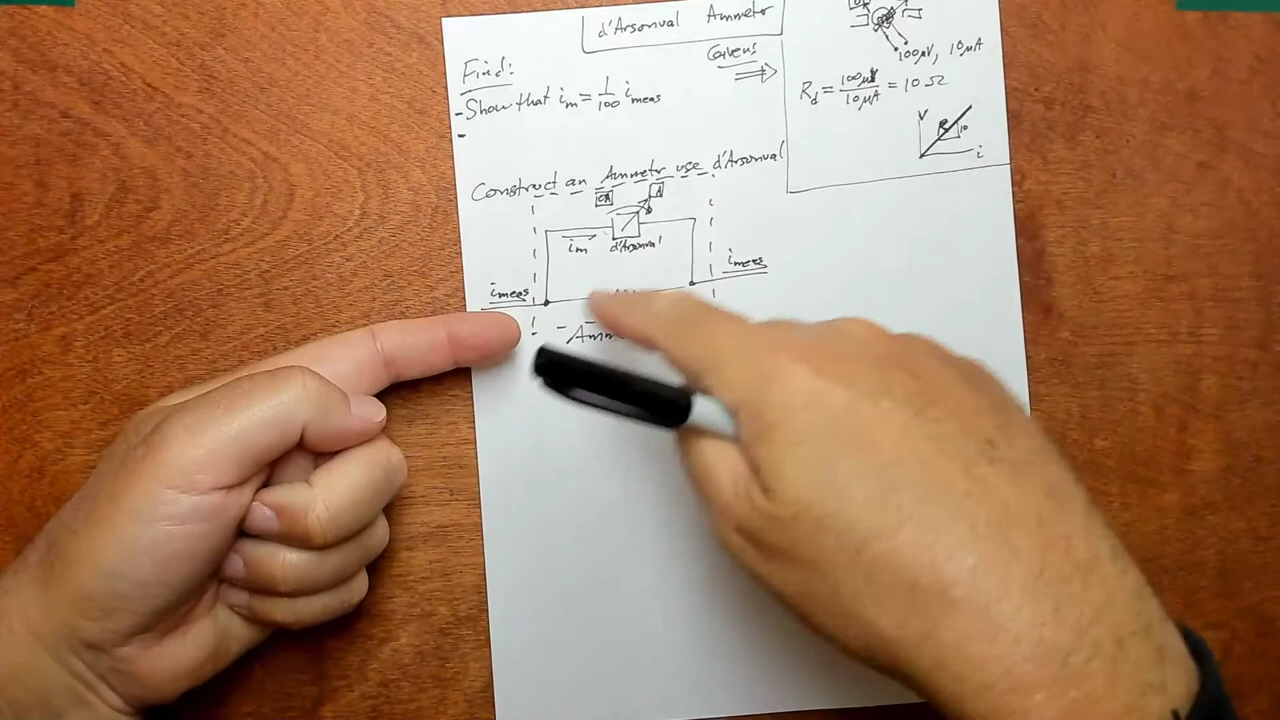 d'Arsonval Ammeter
Givens
Find:
- Show that im = 1/100 imeas
-
100μV, 10μA
Rd = 100μV/10μA = 10Ω
V
R
10
i
Construct an Ammeter use d'Arsonval
im
d'Arsonval
imeas
imeas